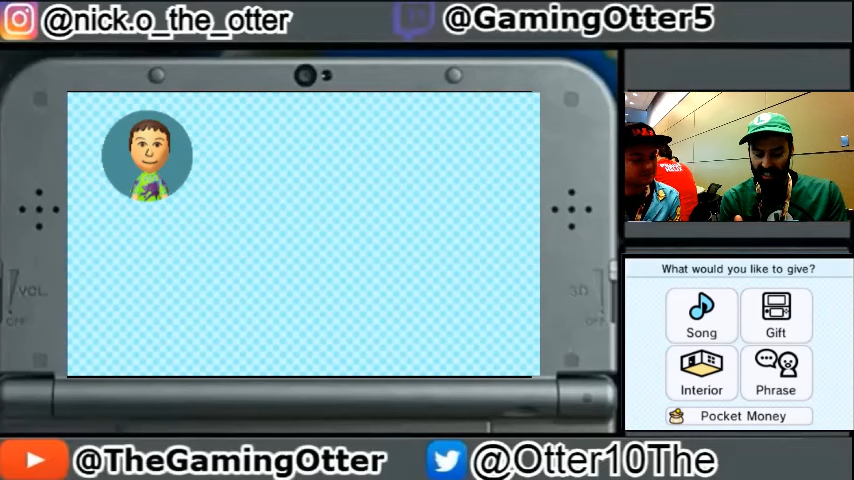 @nick.o_the_otter
@GamingOtter5
VOL.
OFF
3D
OFF
What would you like to give?
Song
Gift
Interior
Phrase
Pocket Money
@TheGamingOtter
@Otter10The